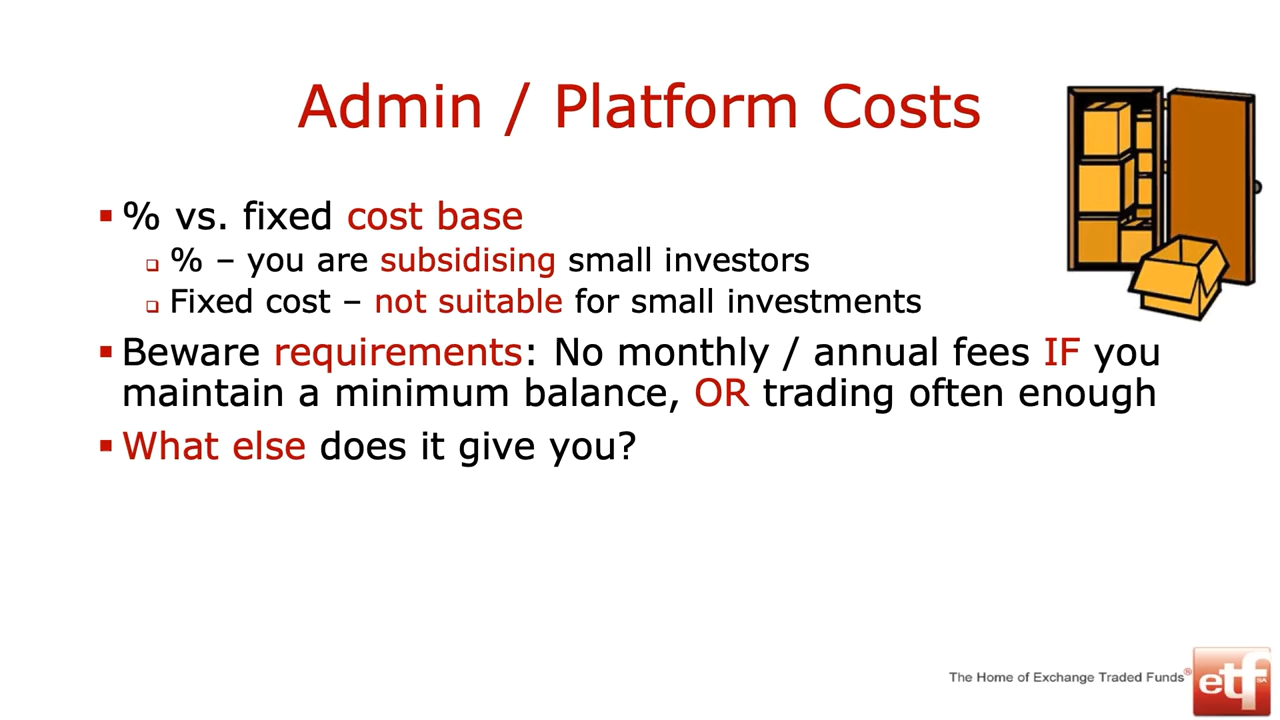 Admin / Platform Costs
% vs. fixed cost base
% – you are subsidising small investors
Fixed cost – not suitable for small investments
Beware requirements: No monthly / annual fees IF you
maintain a minimum balance, OR trading often enough
What else does it give you?
The Home of Exchange Traded Funds®
etf SA